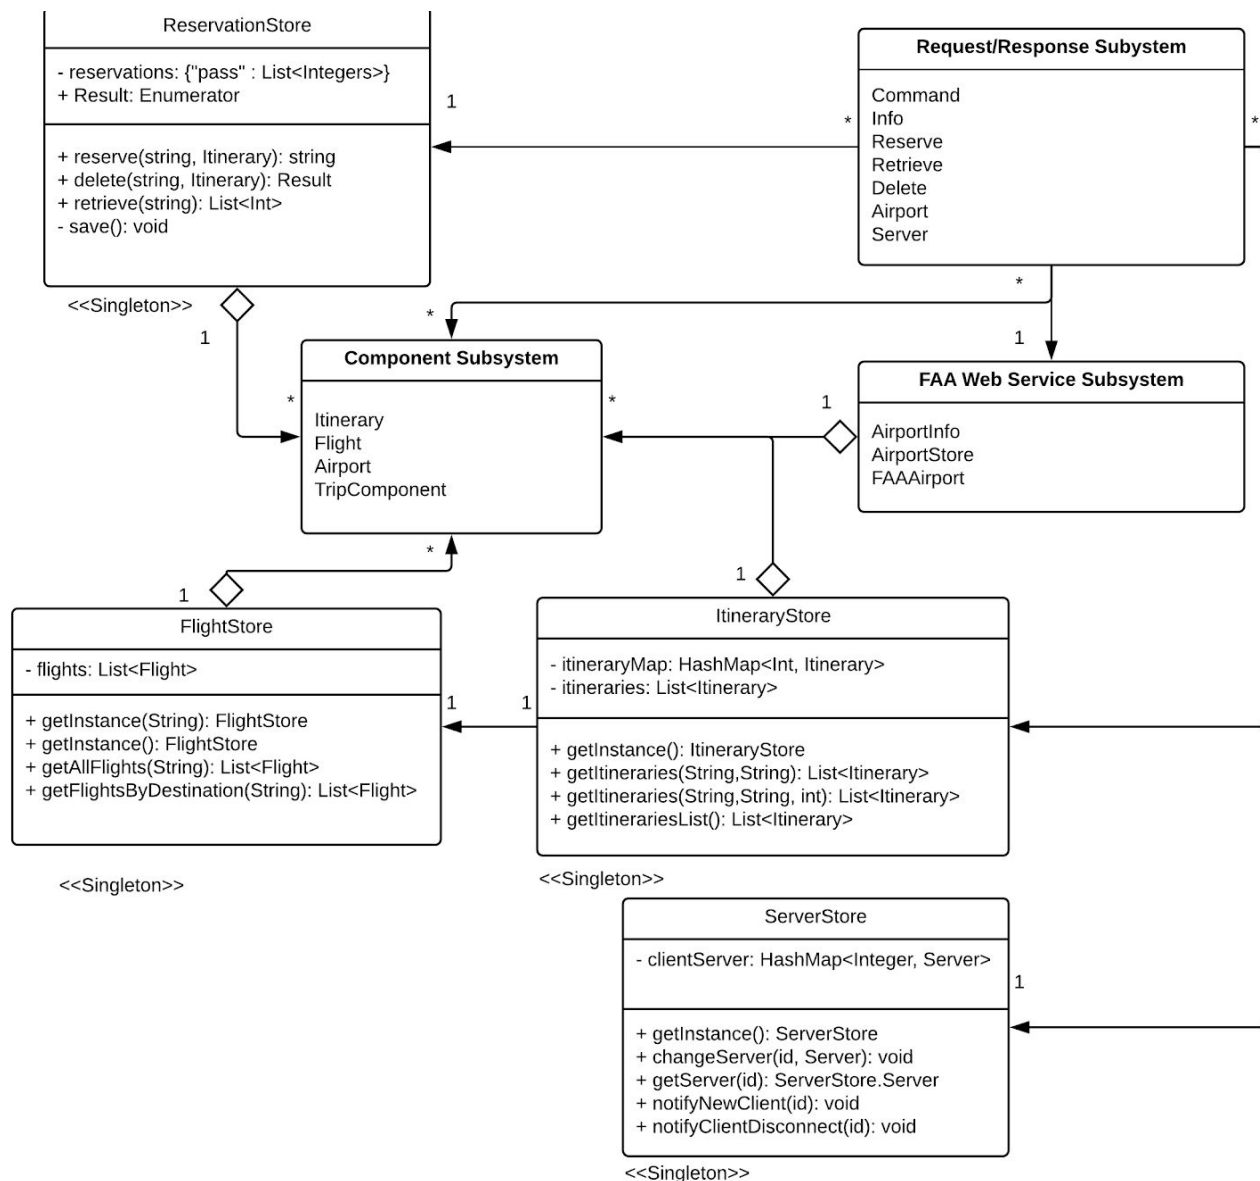 ReservationStore
- reservations: {"pass" : List<Integers>}
+ Result: Enumerator
+ reserve(string, Itinerary): string
+ delete(string, Itinerary): Result
+ retrieve(string): List<Int>
- save(): void
<<Singleton>>
1
1
*
*
Request/Response Subystem
Command
Info
Reserve
Retrieve
Delete
Airport
Server
*
*
1
Component Subsystem
Itinerary
Flight
Airport
TripComponent
*
*
1
FAA Web Service Subsystem
AirportInfo
AirportStore
FAAAirport
*
1
FlightStore
- flights: List<Flight>
+ getInstance(String): FlightStore
+ getInstance(): FlightStore
+ getAllFlights(String): List<Flight>
+ getFlightsByDestination(String): List<Flight>
<<Singleton>>
1
1
1
ItineraryStore
- itineraryMap: HashMap<Int, Itinerary>
- itineraries: List<Itinerary>
+ getInstance(): ItineraryStore
+ getItineraries(String,String): List<Itinerary>
+ getItineraries(String,String, int): List<Itinerary>
+ getItinerariesList(): List<Itinerary>
<<Singleton>>
ServerStore
- clientServer: HashMap<Integer, Server>
1
+ getInstance(): ServerStore
+ changeServer(id, Server): void
+ getServer(id): ServerStore.Server
+ notifyNewClient(id): void
+ notifyClientDisconnect(id): void
<<Singleton>>